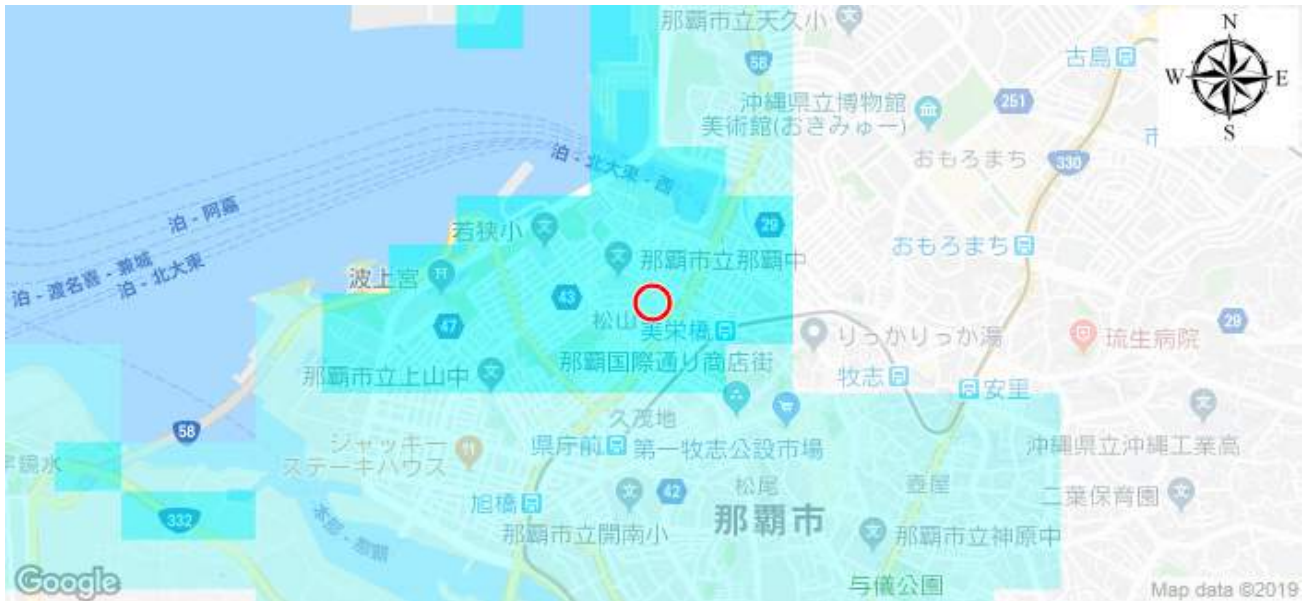 那覇市立天久小
N
58
古島
W
E
沖縄県立博物館
美術館(おきみゅー)
251
S
泊-北大東-西
おもろまち
330
泊-阿嘉
若狭小
29
おもろまち
泊-渡名喜-兼城
泊-北大東
那覇市立那覇中
波上宮
43
松山
47
美栄橋
りっかりっか湯
29
琉生病院
那覇国際通り商店街
那覇市立上山中
牧志
安里
久茂地
58
県庁前
第一牧志公設市場
沖縄県立沖縄工業高
ジャッキー
ステーキハウス
鏡水
松尾
壺屋
42
二葉保育園
旭橋
332
那覇市
那覇市立開南小
那覇市立神原中
与儀公園
Google
Map data ©2019